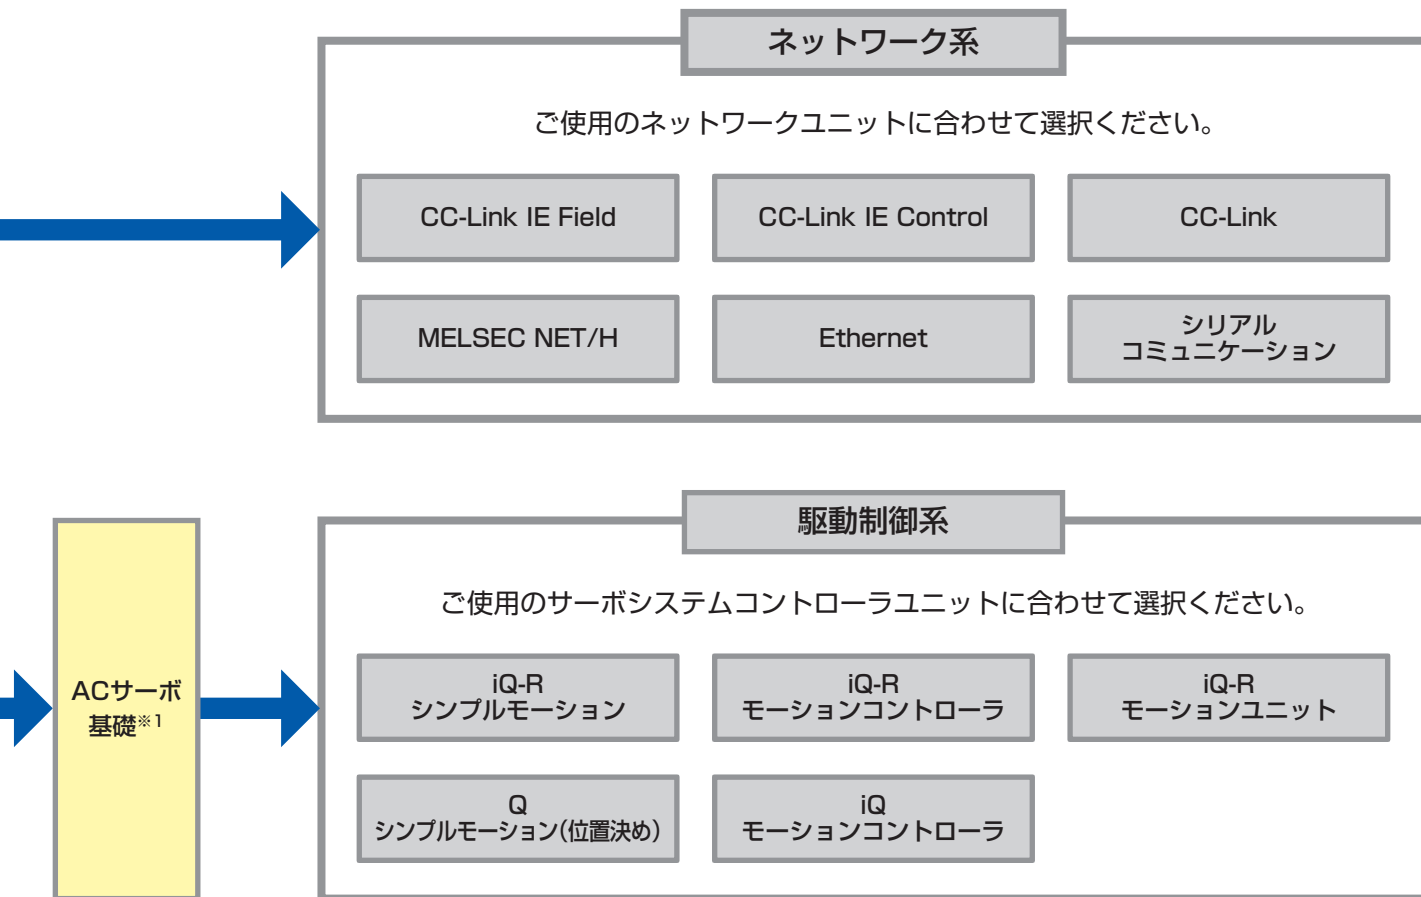 ネットワーク系
ご使用のネットワークユニットに合わせて選択ください。
CC-Link IE Field
CC-Link IE Control
CC-Link
MELSEC NET/H
Ethernet
シリアル
コミュニケーション
ACサーボ
基礎※1
駆動制御系
ご使用のサーボシステムコントローラユニットに合わせて選択ください。
iQ-R
シンプルモーション
iQ-R
モーションコントローラ
iQ-R
モーションユニット
Q
シンプルモーション(位置決め)
iQ
モーションコントローラ